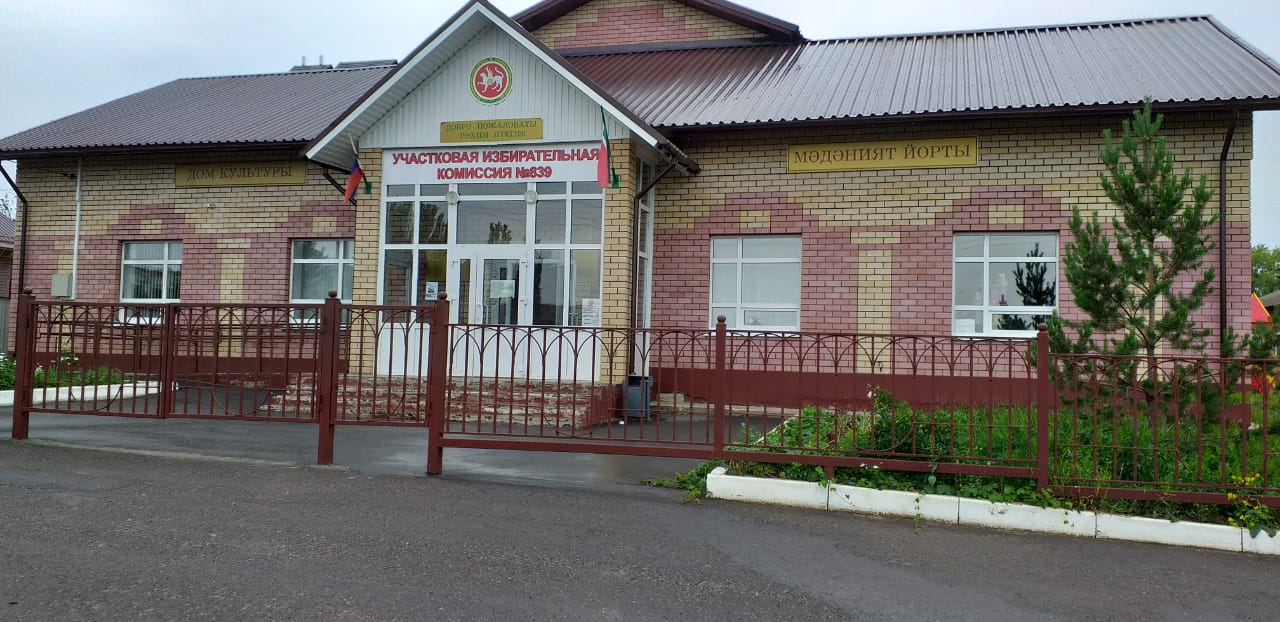 ДОБРО ПОЖАЛОВАТЬ!
РӘХИМ ИТЕГЕЗ!
УЧАСТКОВАЯ ИЗБИРАТЕЛЬНАЯ
КОМИССИЯ №839
ДОМ КУЛЬТУРЫ
МӘДӘНИЯТ ЙОРТЫ